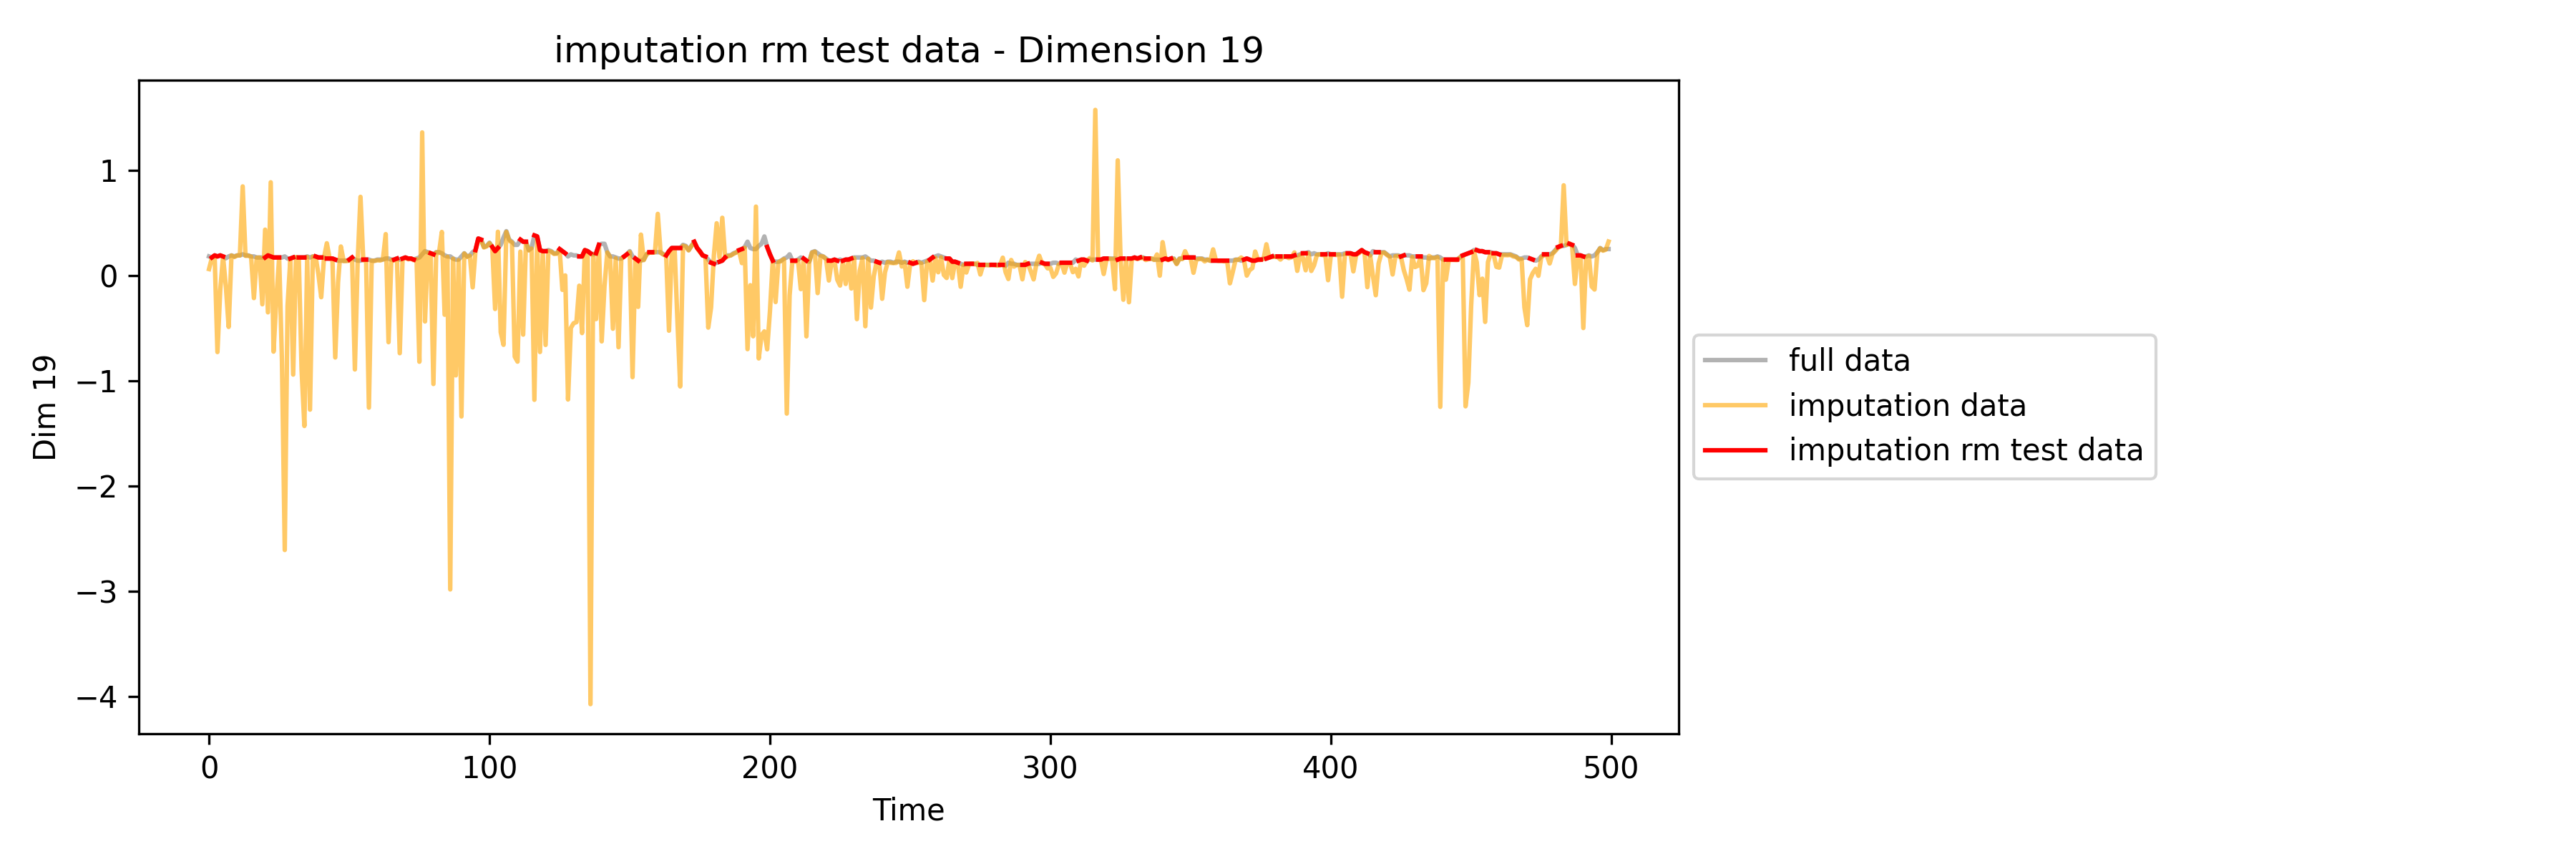 imputation rm test data - Dimension 19
1
0
−1
−2
−3
−4
Dim 19
0
100
200
300
400
500
Time
full data
imputation data
imputation rm test data